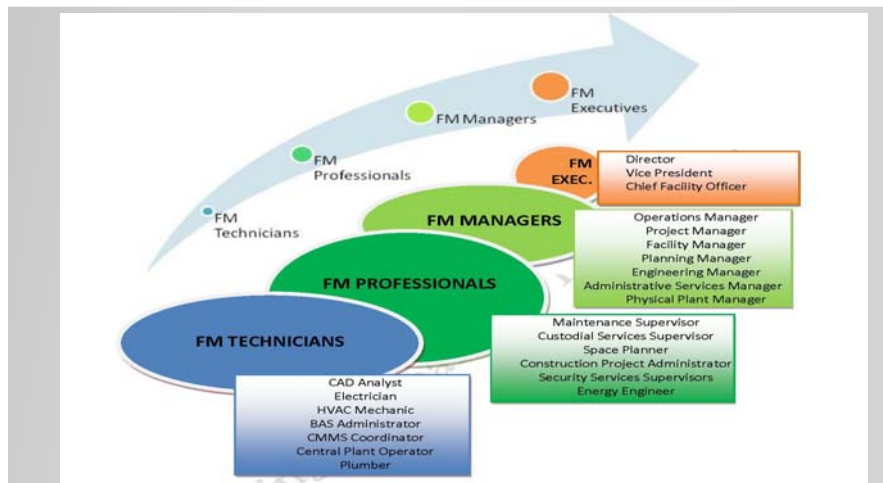 FM
Executives
FM Managers
FM
Professionals
FM
Technicians
FM
EXEC.
Director
Vice President
Chief Facility Officer
FM MANAGERS
Operations Manager
Project Manager
Facility Manager
Planning Manager
Engineering Manager
Administrative Services Manager
Physical Plant Manager
FM PROFESSIONALS
Maintenance Supervisor
Custodial Services Supervisor
Space Planner
Construction Project Administrator
Security Services Supervisors
Energy Engineer
FM TECHNICIANS
CAD Analyst
Electrician
HVAC Mechanic
BAS Administrator
CMMS Coordinator
Central Plant Operator
Plumber